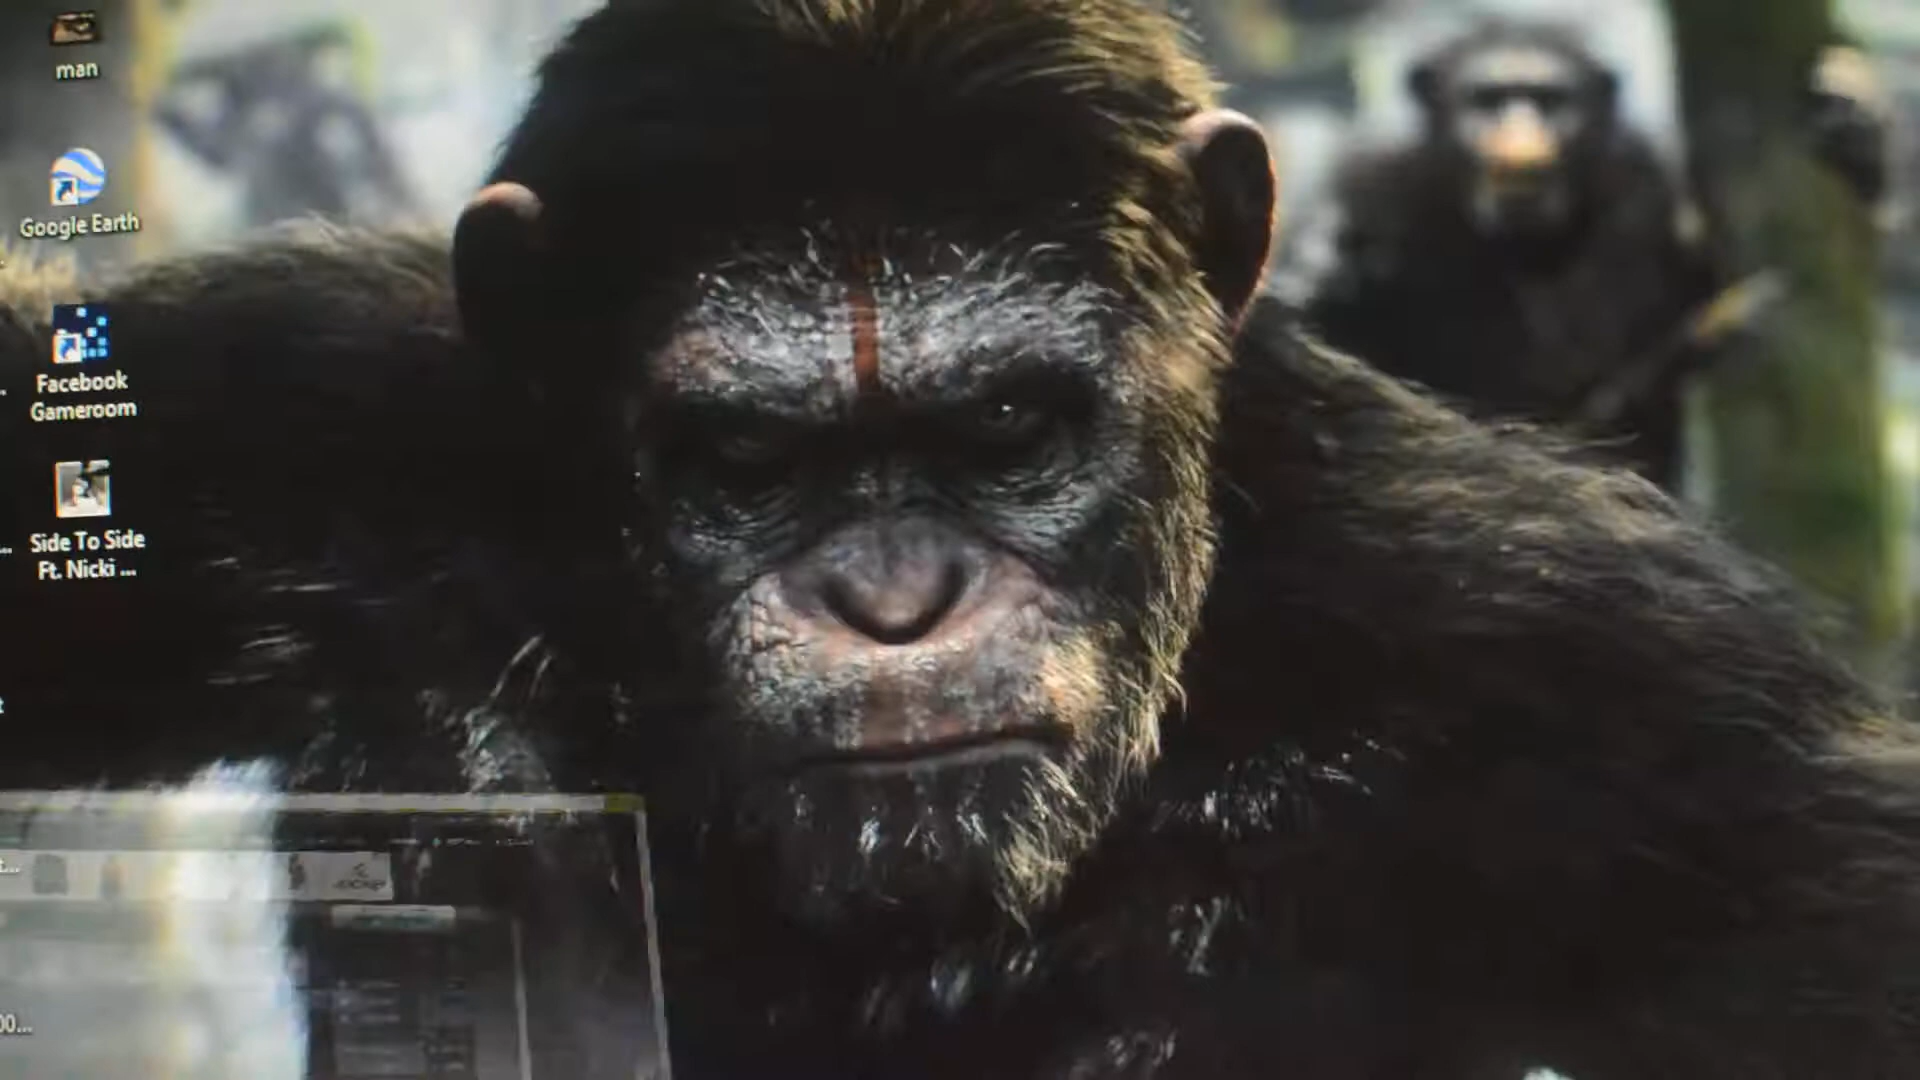 man
Google Earth
Facebook
Gameroom
Side To Side
Ft. Nicki ...